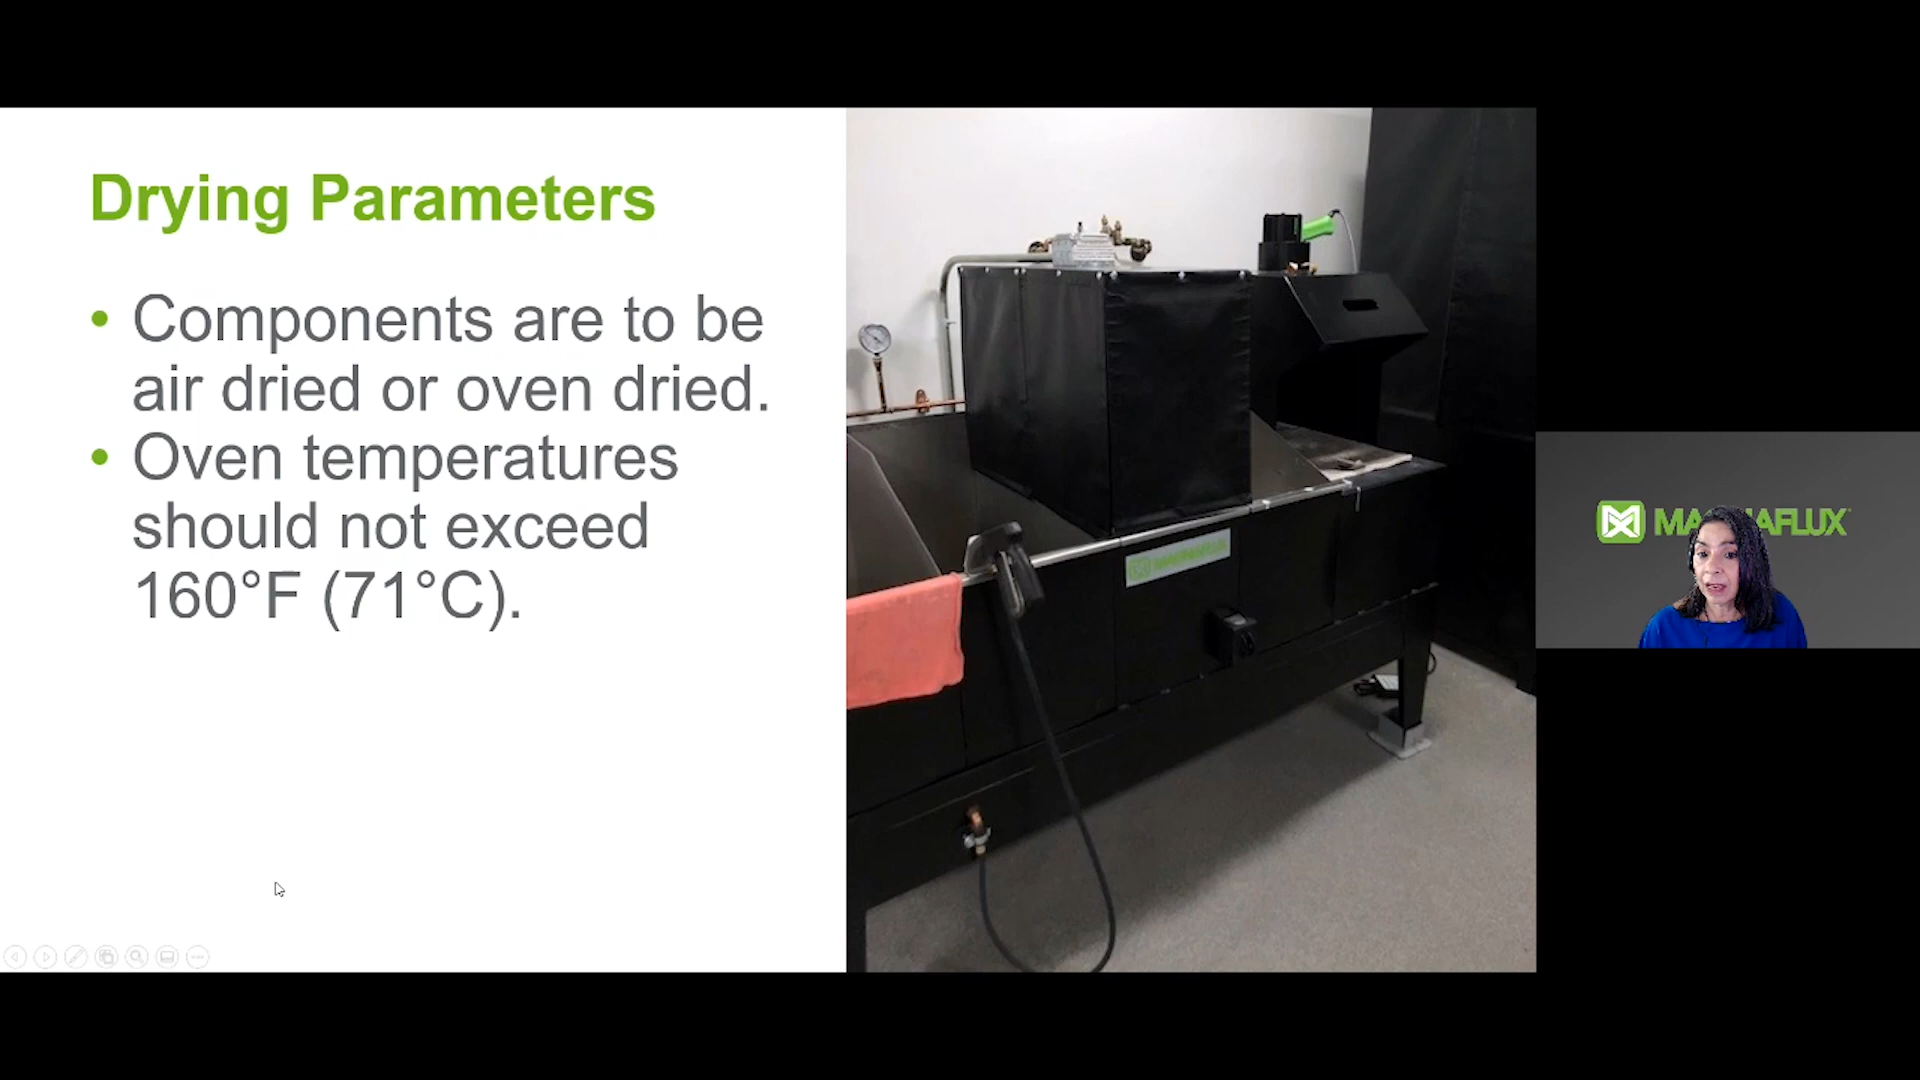 Drying Parameters
• Components are to be
air dried or oven dried.
• Oven temperatures
should not exceed
160°F (71°C).
MAGNAFLUX